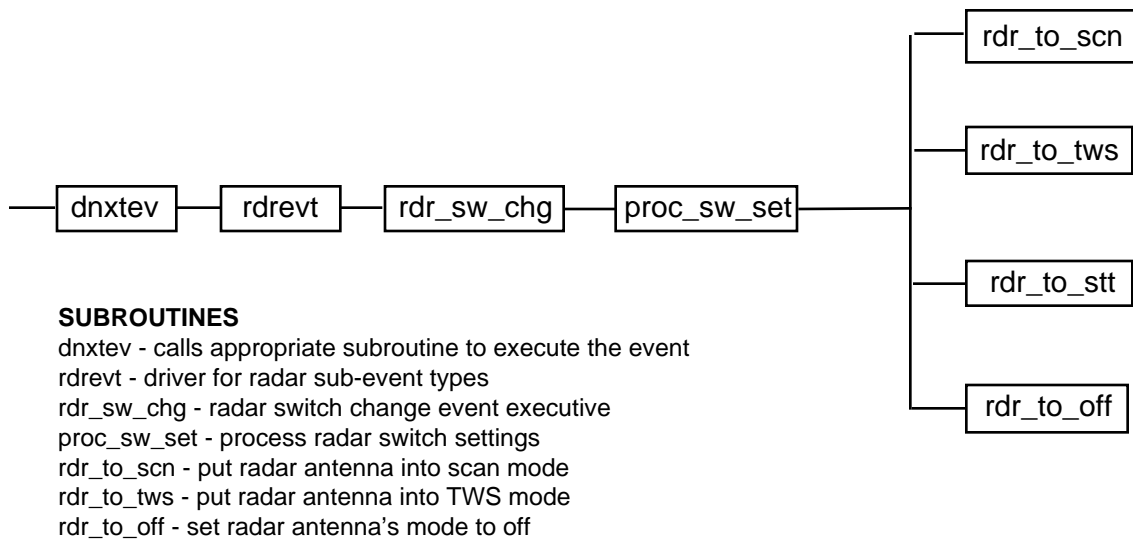 rdr_to_scn
rdr_to_tws
dnxtev rdrevt rdr_sw_chg proc_sw_set
rdr_to_stt
rdr_to_off
SUBROUTINES
dnxtev - calls appropriate subroutine to execute the event
rdrevt - driver for radar sub-event types
rdr_sw_chg - radar switch change event executive
proc_sw_set - process radar switch settings
rdr_to_scn - put radar antenna into scan mode
rdr_to_tws - put radar antenna into TWS mode
rdr_to_off - set radar antenna's mode to off